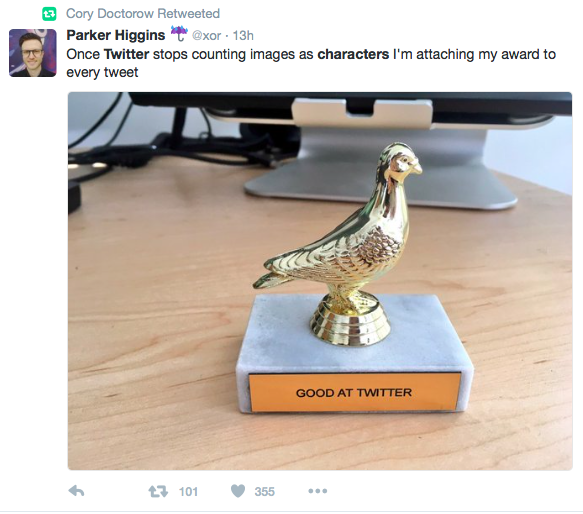 Cory Doctorow Retweeted
Parker Higgins @xor · 13h
Once Twitter stops counting images as characters I'm attaching my award to
every tweet
GOOD AT TWITTER
101 355